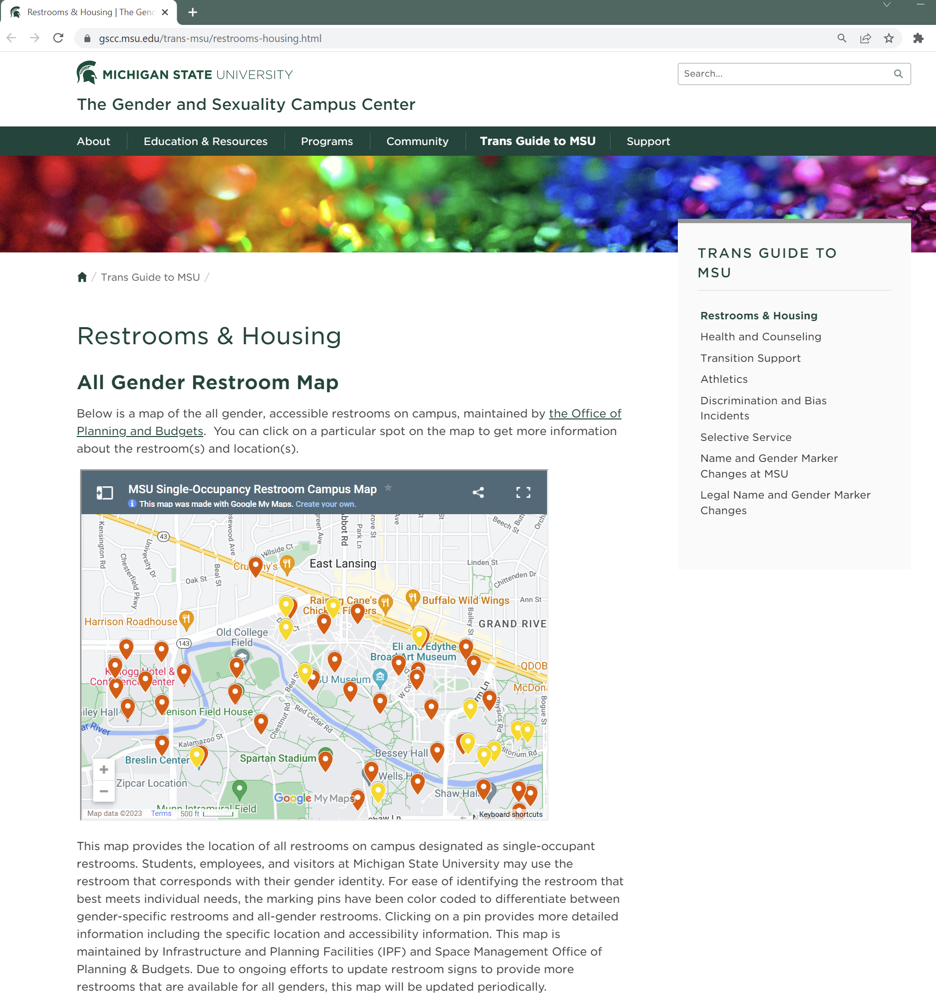 Restrooms & Housing | The Gend
gscc.msu.edu/trans-msu/restrooms-housing.html
MICHIGAN STATE UNIVERSITY
Search...
The Gender and Sexuality Campus Center
About
Education & Resources
Programs
Community
Trans Guide to MSU
Support
Trans Guide to MSU /
Restrooms & Housing
All Gender Restroom Map
Below is a map of the all gender, accessible restrooms on campus, maintained by the Office of
Planning and Budgets. You can click on a particular spot on the map to get more information
about the restroom(s) and location(s).
MSU Single-Occupancy Restroom Campus Map
This map was made with Google My Maps. Create your own.
Kensington Rd
43
University Dr
Chesterfield Pkwy
Oak St
Beal St
Hillside Ct
Abbot Rd
Park Ln
Beech St
East Lansing
Linden St
Chittenden Dr
Ann St
Buffalo Wild Wings
Bailey St
GRAND RIVE
Harrison Roadhouse
143
Old College
Field
Eli and Edythe
Broad Art Museum
QDOB
Bogue St
Physics Rd
Chestnut Rd
Red Cedar Rd
Kalamazoo St
Breslin Center
Spartan Stadium
Bessey Hall
Zipcar Location
Google My Maps
Munn Intramural Field
Map data ©2023
Terms
500 ft
Keyboard shortcuts
This map provides the location of all restrooms on campus designated as single-occupant
restrooms. Students, employees, and visitors at Michigan State University may use the
restroom that corresponds with their gender identity. For ease of identifying the restroom that
best meets individual needs, the marking pins have been color coded to differentiate between
gender-specific restrooms and all-gender restrooms. Clicking on a pin provides more detailed
information including the specific location and accessibility information. This map is
maintained by Infrastructure and Planning Facilities (IPF) and Space Management Office of
Planning & Budgets. Due to ongoing efforts to update restroom signs to provide more
restrooms that are available for all genders, this map will be updated periodically.
TRANS GUIDE TO
MSU
Restrooms & Housing
Health and Counseling
Transition Support
Athletics
Discrimination and Bias
Incidents
Selective Service
Name and Gender Marker
Changes at MSU
Legal Name and Gender Marker
Changes